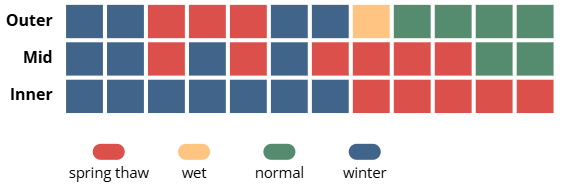 Outer
Mid
Inner
spring thaw wet normal winter